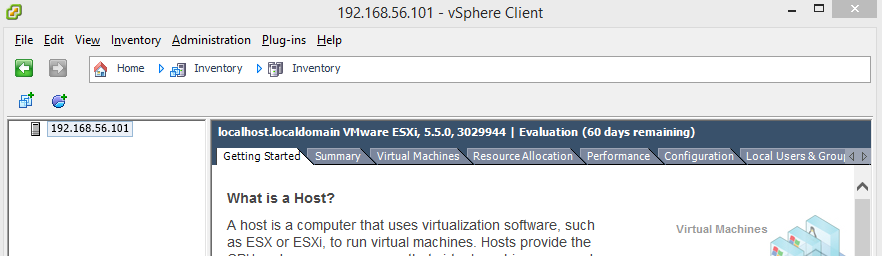 192.168.56.101 - vSphere Client
File Edit View Inventory Administration Plug-ins Help
Home Inventory Inventory
192.168.56.101
localhost.localdomain VMware ESXi, 5.5.0, 3029944 | Evaluation (60 days remaining)
Getting Started Summary Virtual Machines Resource Allocation Performance Configuration Local Users &
What is a Host?
A host is a computer that uses virtualization software, such
as ESX or ESXi, to run virtual machines. Hosts provide the
Virtual Machines